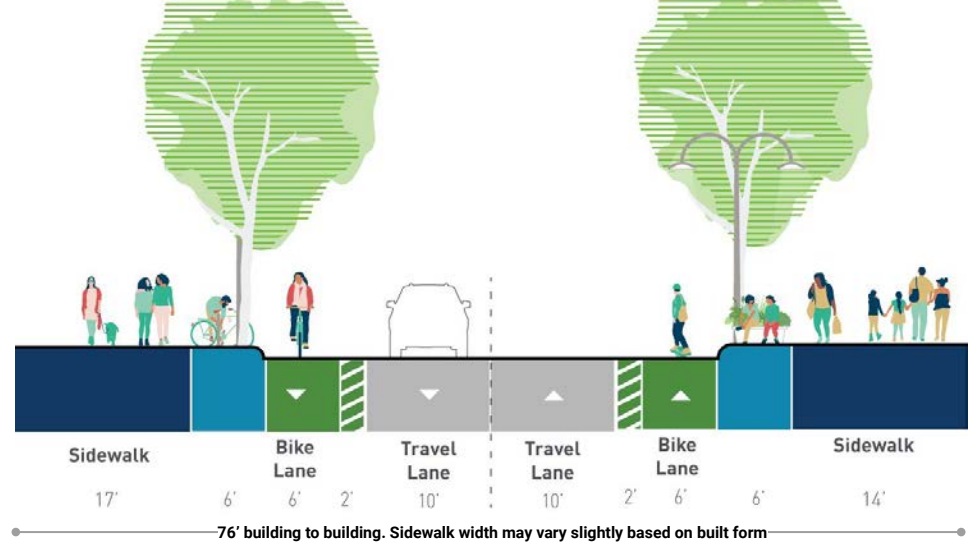 Sidewalk
Bike
Lane
Travel
Lane
Travel
Lane
Bike
Lane
Sidewalk
17'
6'
6'
2'
10'
10'
2'
6'
6'
14'
76’ building to building. Sidewalk width may vary slightly based on built form